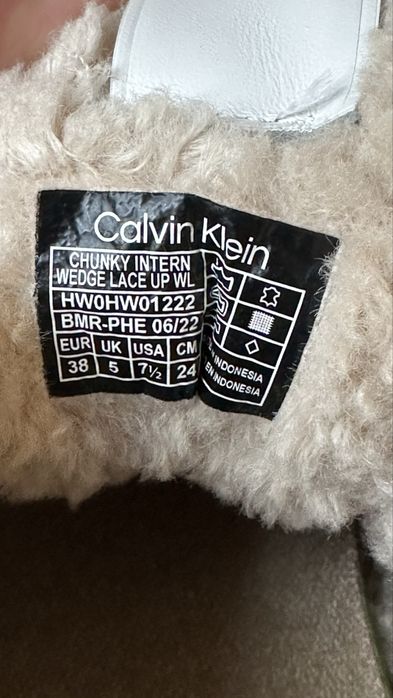 Calvin Klein
CHUNKY INTERN
WEDGE LACE UP WL
HW0HW01222
BMR-PHE 06/22
EUR UK USA CM
38 5 7½ 24
INDONESIA
EN INDONESIA